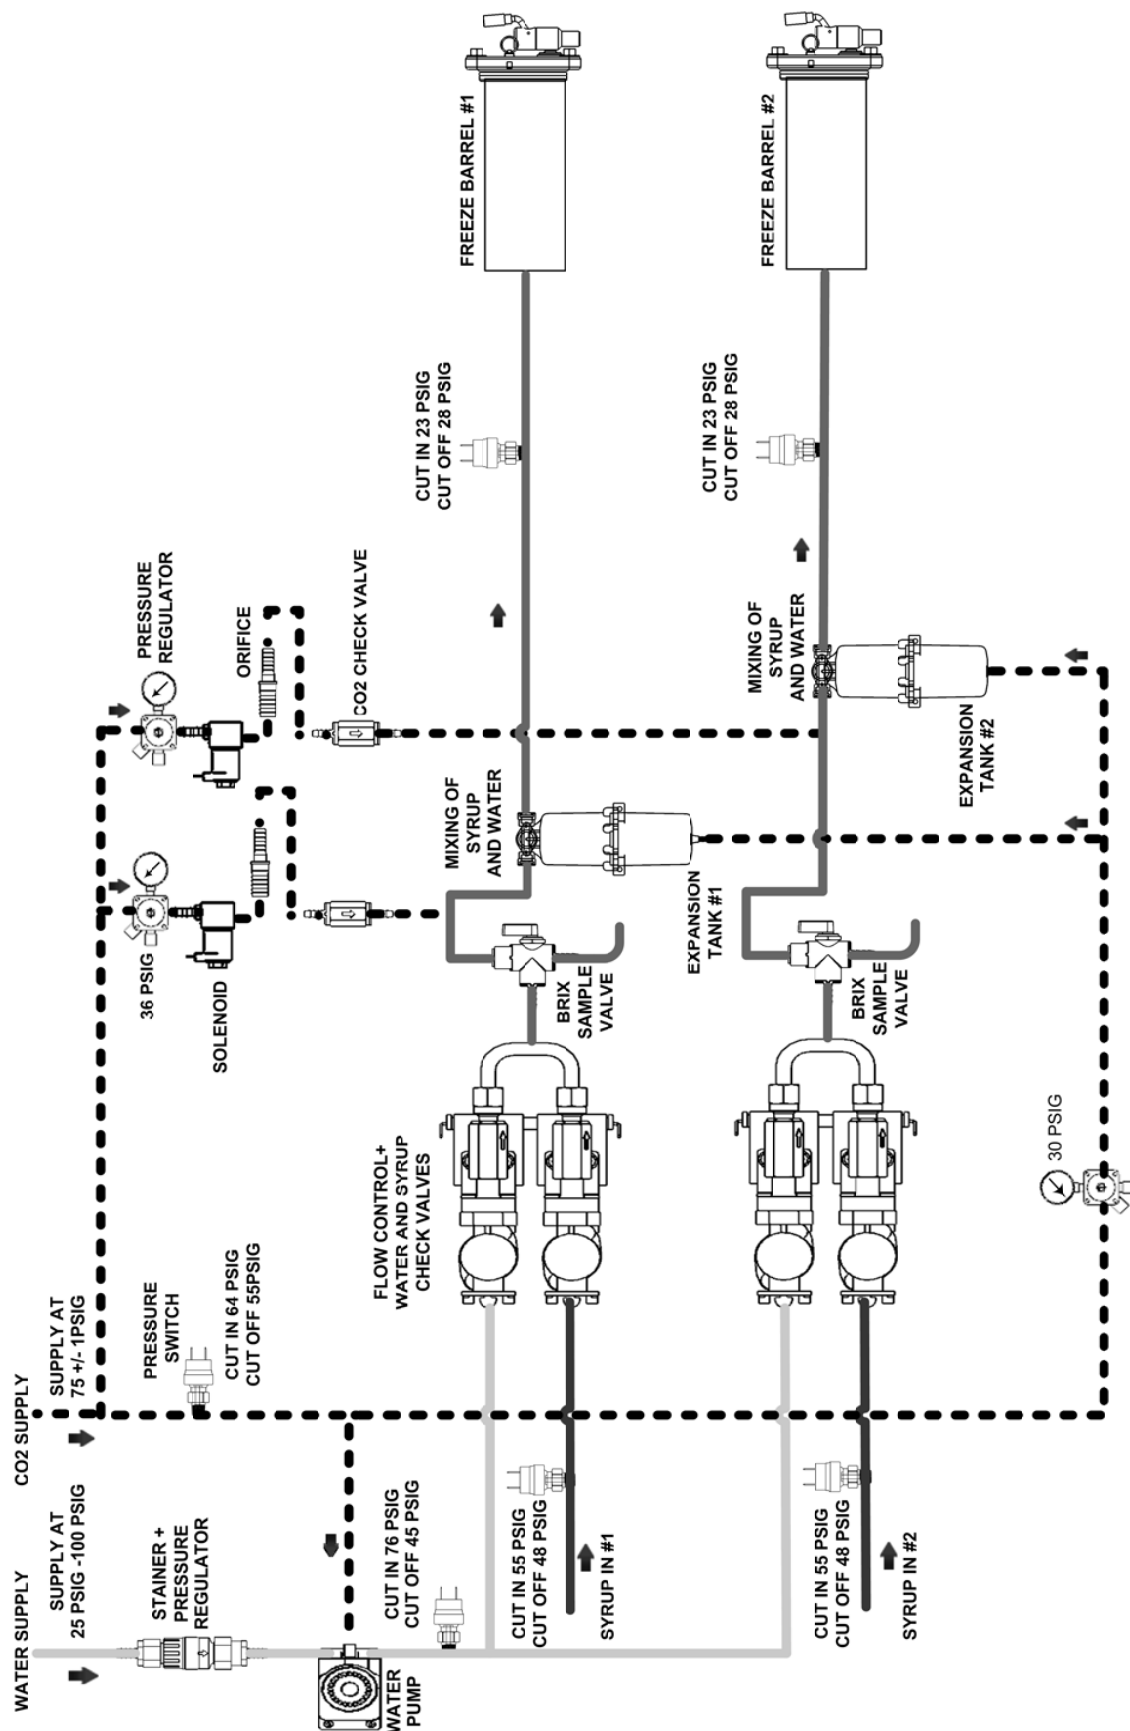 WATER SUPPLY
SUPPLY AT
25 PSIG -100 PSIG
STAINER +
PRESSURE
REGULATOR
WATER
PUMP
CUT IN 76 PSIG
CUT OFF 45 PSIG
CO2 SUPPLY
SUPPLY AT
75 +/- 1PSIG
PRESSURE
SWITCH
CUT IN 64 PSIG
CUT OFF 55PSIG
CUT IN 55 PSIG
CUT OFF 48 PSIG
SYRUP IN #1
CUT IN 55 PSIG
CUT OFF 48 PSIG
SYRUP IN #2
FLOW CONTROL+
WATER AND SYRUP
CHECK VALVES
30 PSIG
36 PSIG
SOLENOID
BRIX
SAMPLE
VALVE
BRIX
SAMPLE
VALVE
PRESSURE
REGULATOR
ORIFICE
CO2 CHECK VALVE
MIXING OF
SYRUP
AND WATER
EXPANSION
TANK #1
MIXING OF
SYRUP
AND WATER
EXPANSION
TANK #2
CUT IN 23 PSIG
CUT OFF 28 PSIG
CUT IN 23 PSIG
CUT OFF 28 PSIG
FREEZE BARREL #1
FREEZE BARREL #2